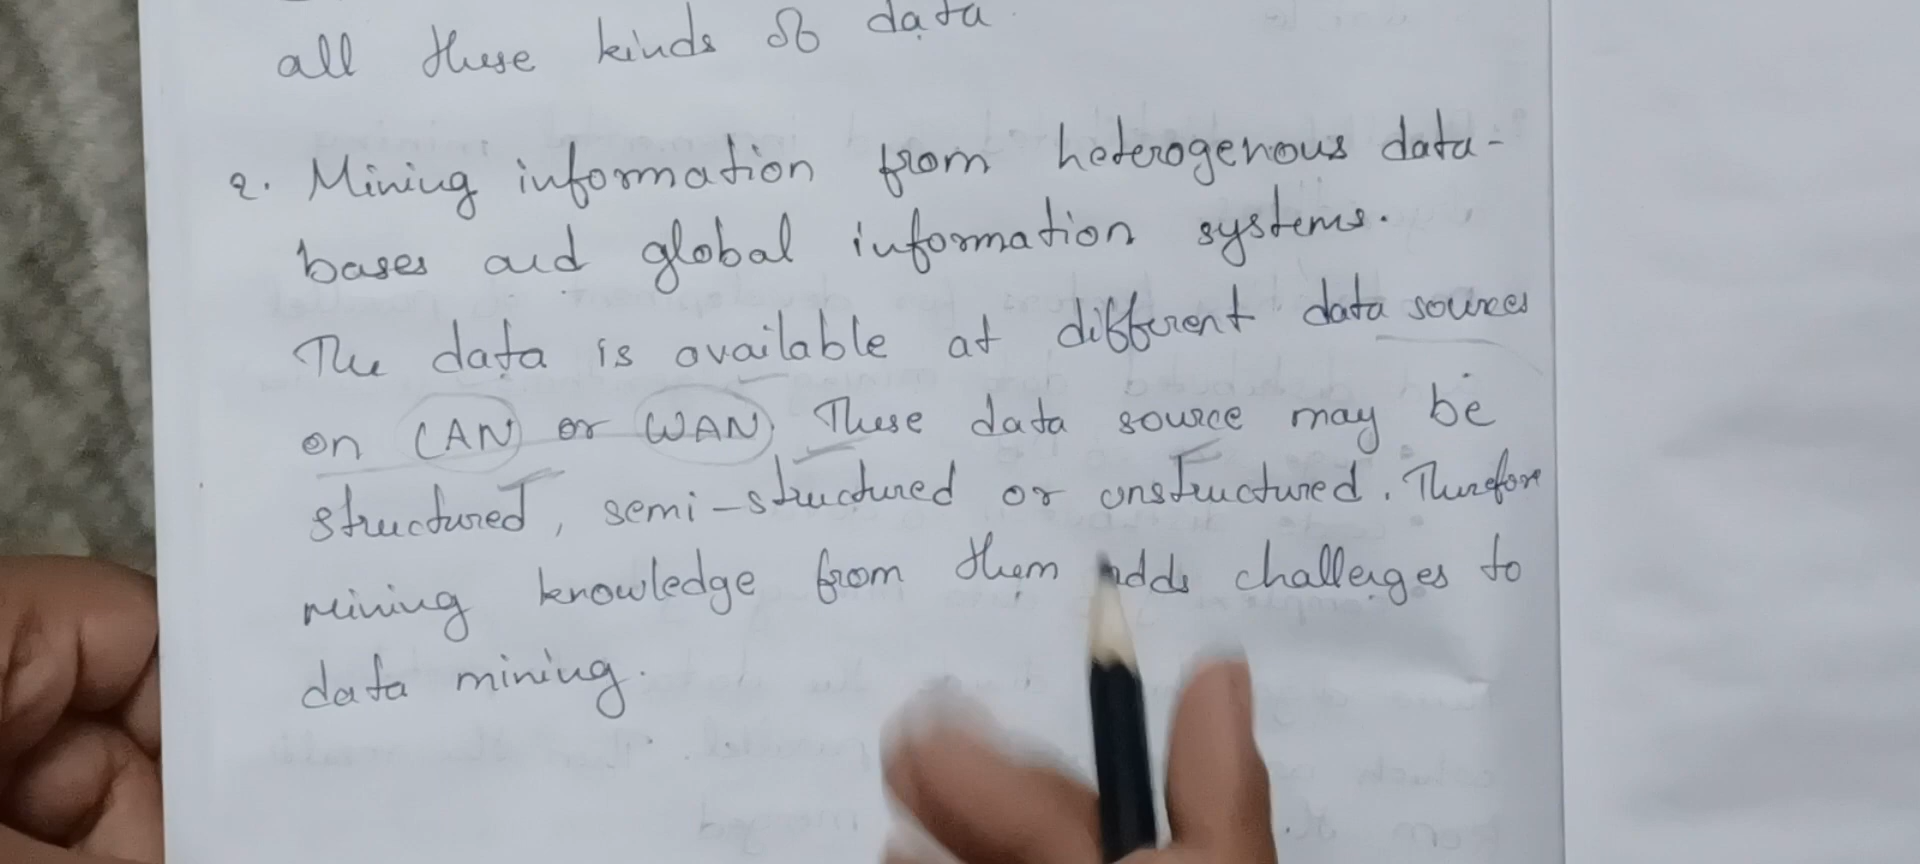 all these kinds of data
2. Mining information from heterogenous data-
bases and global information systems.
The data is available at different data sources
on LAN or WAN. These data source may be
structured, semi-structured or unstructured. Therefore
mining knowledge from them adds challenges to
data mining.